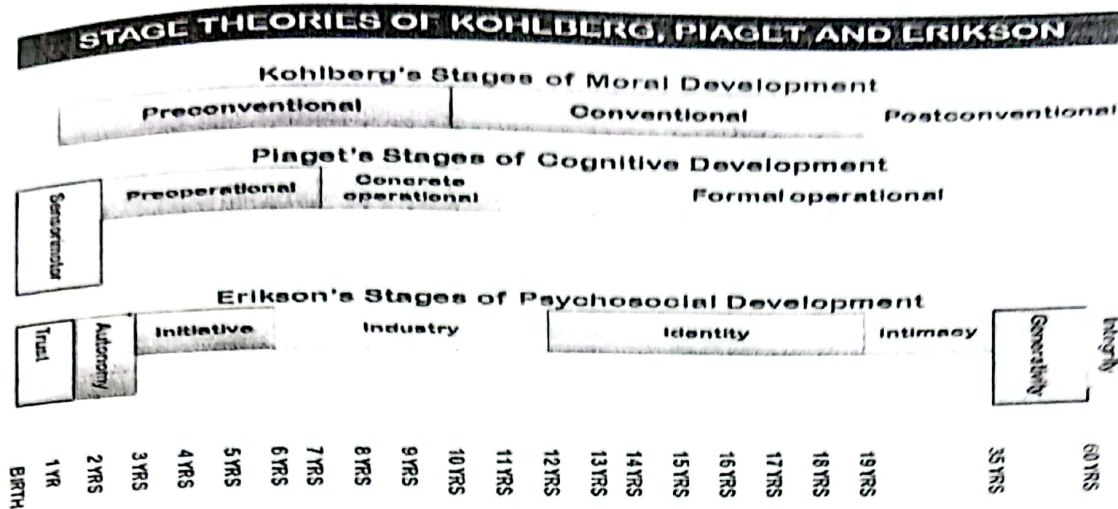 STAGE THEORIES OF KOHLBERG, PIAGET AND ERIKSON
Kohlberg's Stages of Moral Development
Preconventional Conventional Postconventional
Piaget's Stages of Cognitive Development
Sensorimotor Preoperational Concrete operational Formal operational
Erikson's Stages of Psychosocial Development
Trust Autonomy Initiative Industry Identity Intimacy Generativity Integrity
BIRTH 1 YR 2 YRS 3 YRS 4 YRS 5 YRS 6 YRS 7 YRS 8 YRS 9 YRS 10 YRS 11 YRS 12 YRS 13 YRS 14 YRS 15 YRS 16 YRS 17 YRS 18 YRS 19 YRS 35 YRS 60 YRS